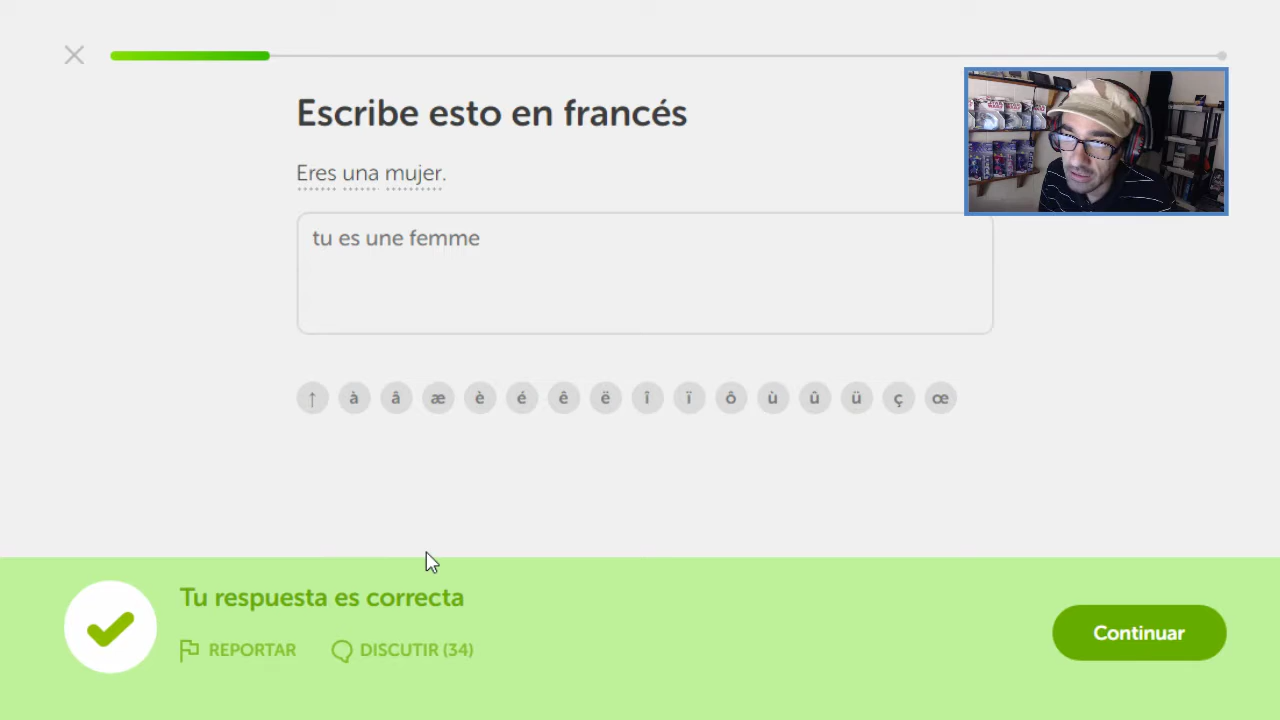 Escribe esto en francés
Eres una mujer.
tu es une femme
↑ à â æ è é ê ë î ï ô ù û ü ç œ
Tu respuesta es correcta
REPORTAR DISCUTIR (34)
Continuar